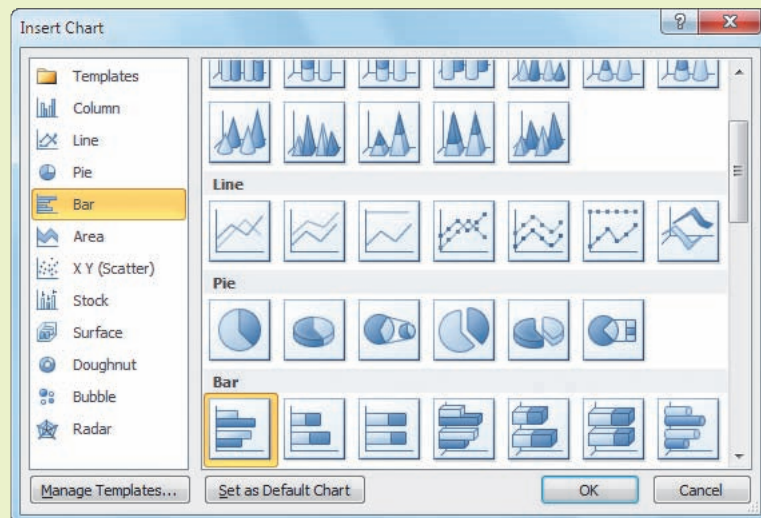 Insert Chart
Templates
Column
Line
Pie
Bar
Area
X Y (Scatter)
Stock
Surface
Doughnut
Bubble
Radar
Line
Pie
Bar
Manage Templates...
Set as Default Chart
OK
Cancel